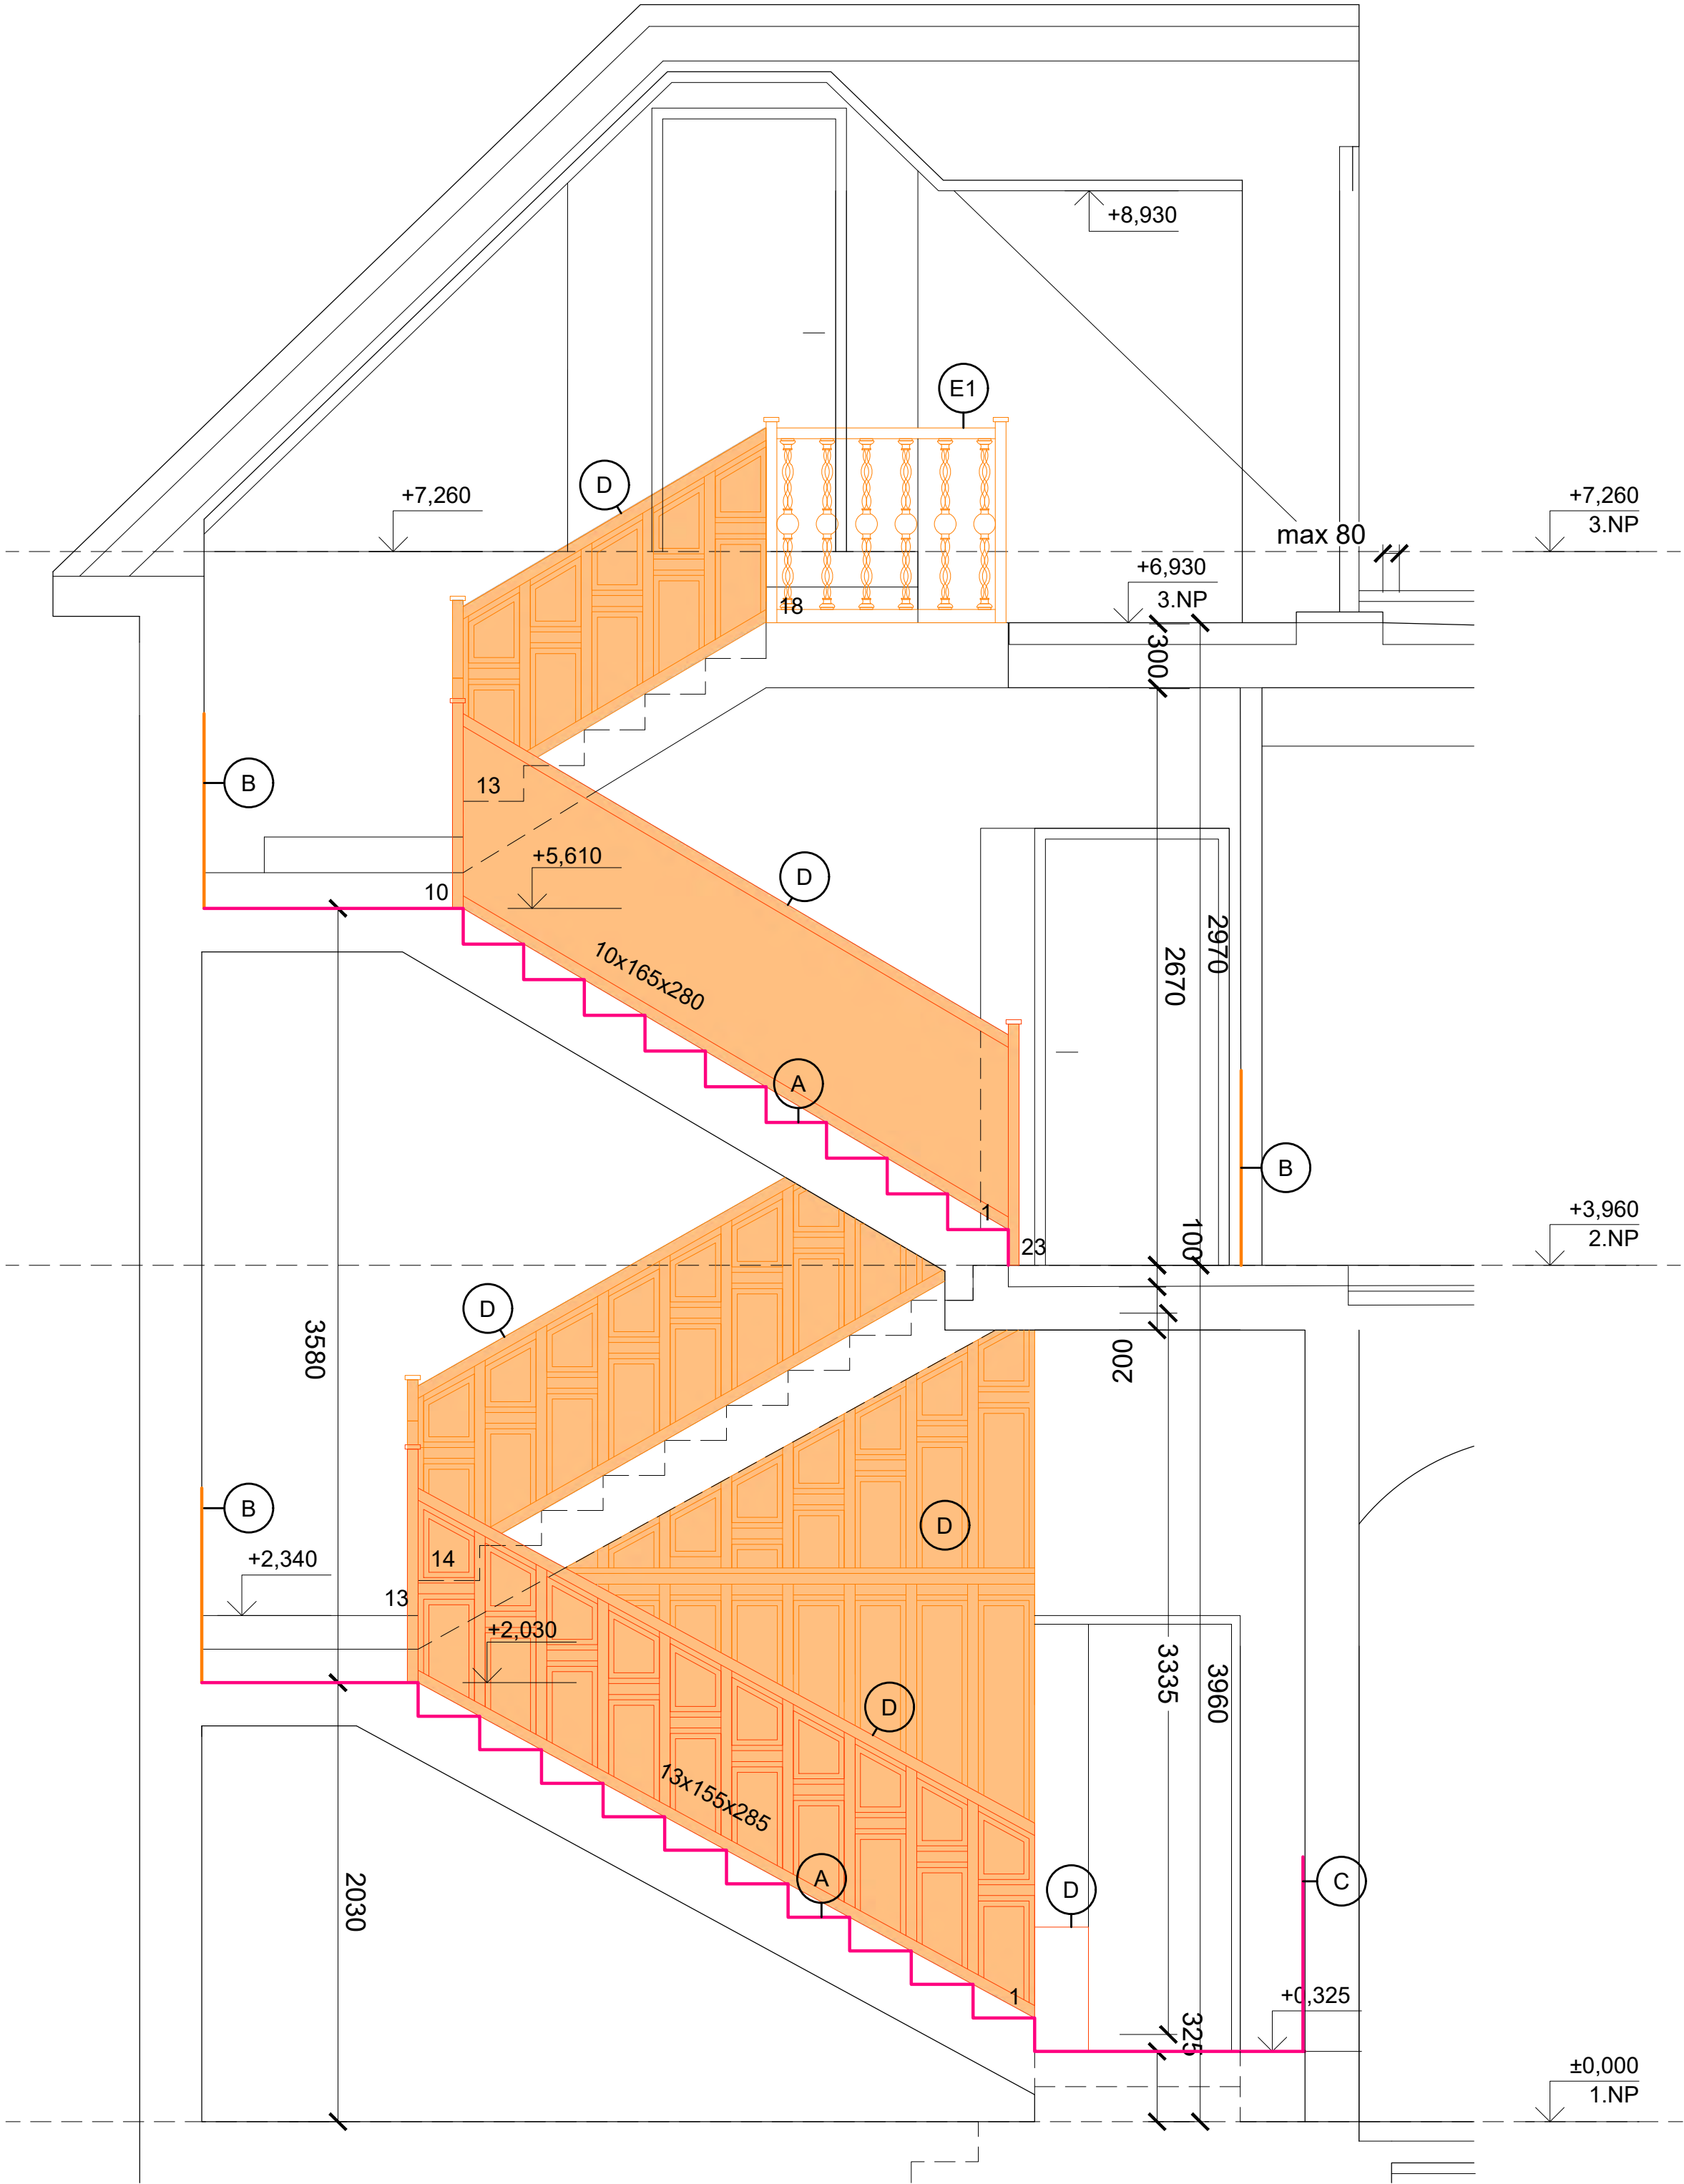 +8,930
E1
D
+7,260
+7,260
3.NP
max 80
+6,930
3.NP
18
300
B
13
+5,610
10
D
2970
2670
10x165x280
A
B
1
23
100
+3,960
2.NP
D
3580
200
B
D
14
+2,340
13
+2,030
3335
3960
D
13x155x285
A
D
C
2030
1
+0,325
325
±0,000
1.NP